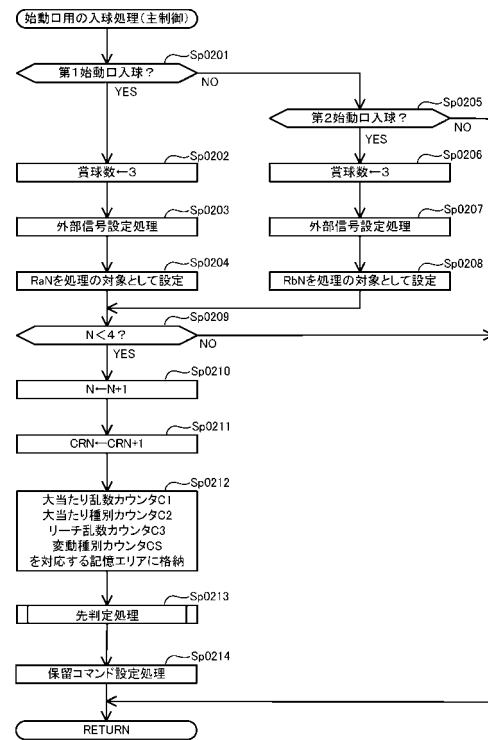 始動口用の入球処理(主制御)
Sp0201
第1始動口入球?
NO
YES
Sp0205
第2始動口入球?
NO
YES
Sp0202
賞球数←3
Sp0206
賞球数←3
Sp0203
外部信号設定処理
Sp0207
外部信号設定処理
Sp0204
RaNを処理の対象として設定
Sp0208
RbNを処理の対象として設定
Sp0209
N<4?
NO
YES
Sp0210
N←N+1
Sp0211
CRN←CRN+1
Sp0212
大当たり乱数カウンタC1
大当たり種別カウンタC2
リーチ乱数カウンタC3
変動種別カウンタCS
を対応する記憶エリアに格納
Sp0213
先判定処理
Sp0214
保留コマンド設定処理
RETURN